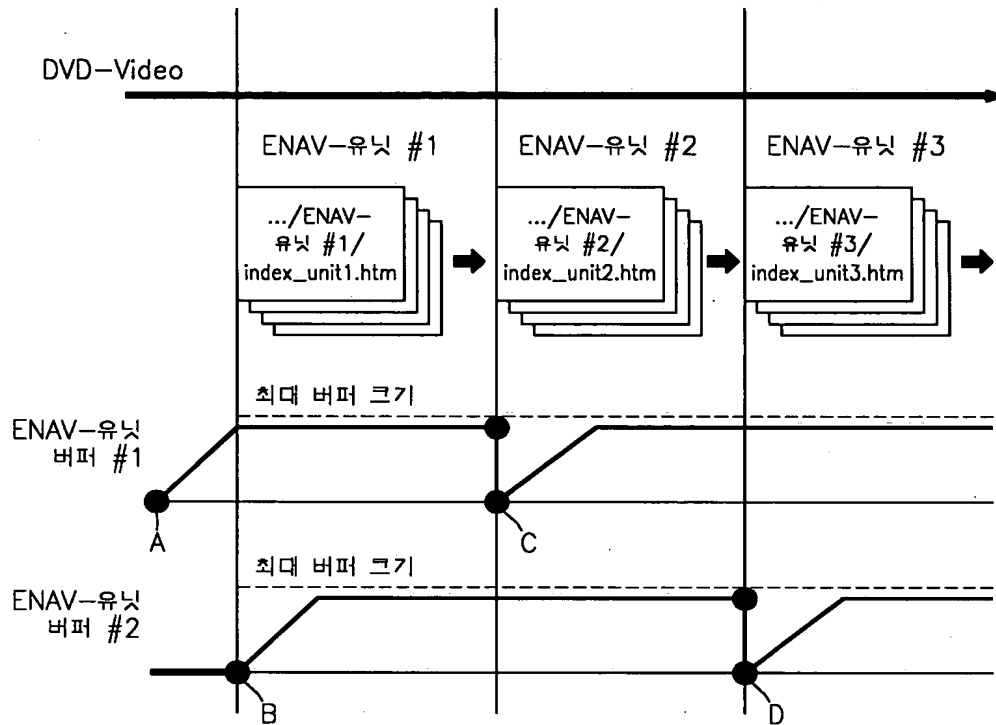 DVD-Video
ENAV-유닛 #1
ENAV-유닛 #2
ENAV-유닛 #3
.../ENAV-
유닛 #1/
index_unit1.htm
.../ENAV-
유닛 #2/
index_unit2.htm
.../ENAV-
유닛 #3/
index_unit3.htm
최대 버퍼 크기
ENAV-유닛
버퍼 #1
A
C
최대 버퍼 크기
ENAV-유닛
버퍼 #2
B
D